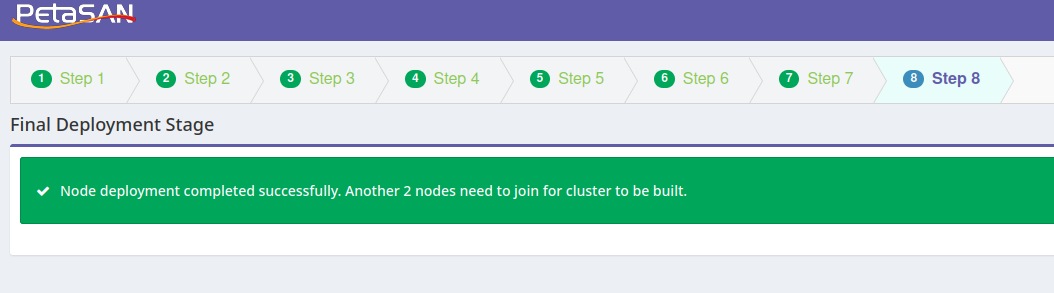 PetaSAN
1 Step 1 2 Step 2 3 Step 3 4 Step 4 5 Step 5 6 Step 6 7 Step 7 8 Step 8
Final Deployment Stage
Node deployment completed successfully. Another 2 nodes need to join for cluster to be built.